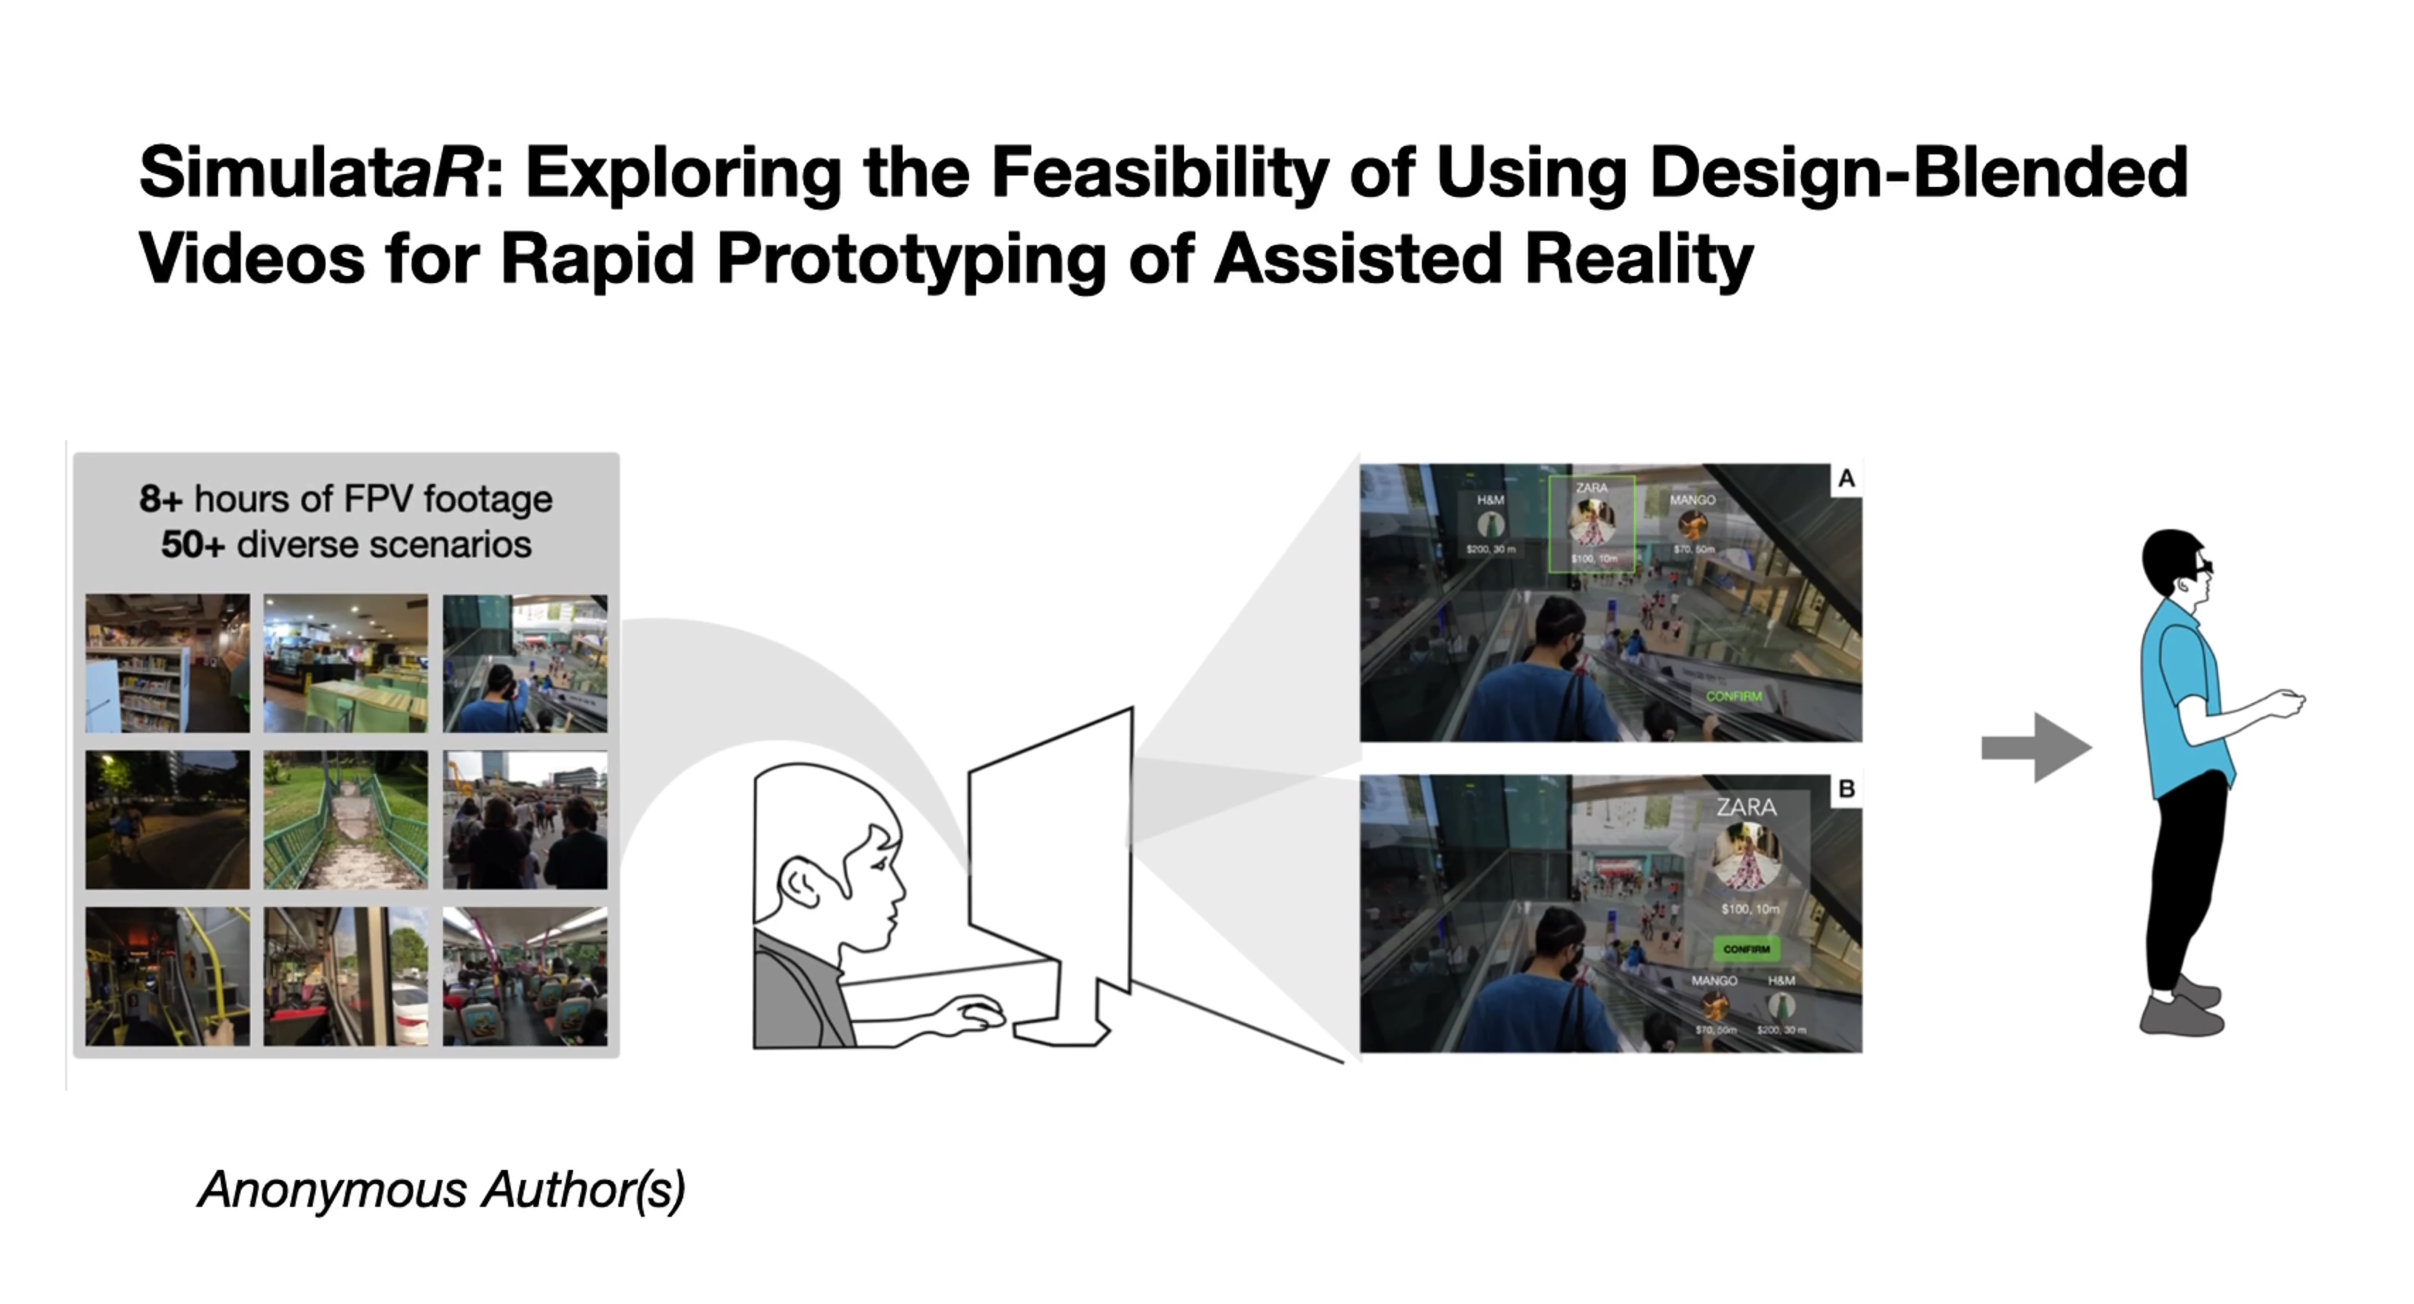 SimulataR: Exploring the Feasibility of Using Design-Blended
Videos for Rapid Prototyping of Assisted Reality
8+ hours of FPV footage
50+ diverse scenarios
A
H&M
ZARA
MANGO
$200, 30 m
$100, 10m
$70, 50m
CONFIRM
B
ZARA
$100, 10m
CONFIRM
MANGO H&M
$70, 50m $200, 30 m
Anonymous Author(s)